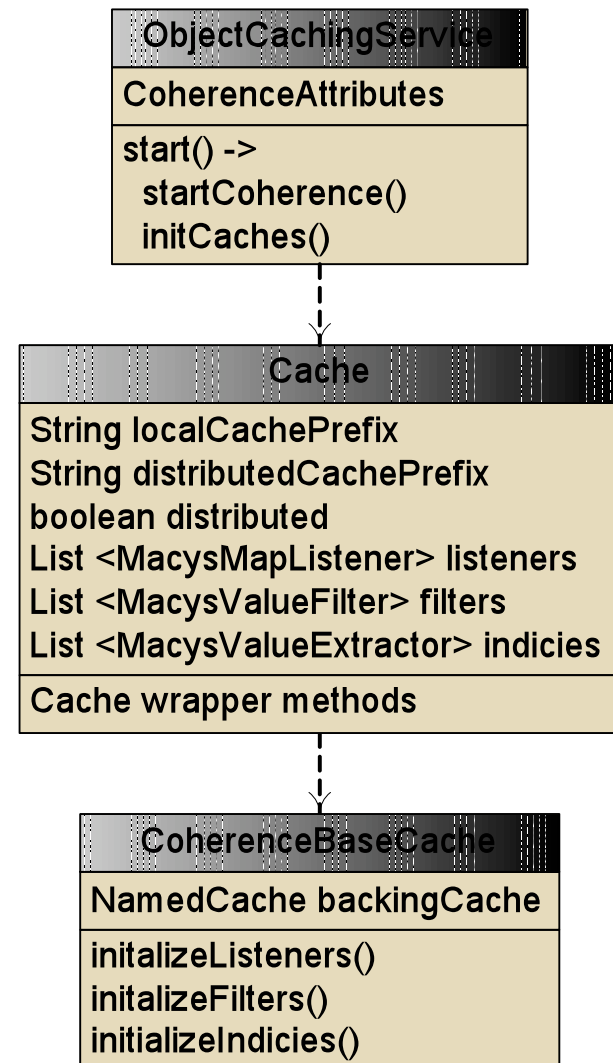 ObjectCachingService
CoherenceAttributes
start() ->
startCoherence()
initCaches()
Cache
String localCachePrefix
String distributedCachePrefix
boolean distributed
List <MacysMapListener> listeners
List <MacysValueFilter> filters
List <MacysValueExtractor> indicies
Cache wrapper methods
CoherenceBaseCache
NamedCache backingCache
initalizeListeners()
initalizeFilters()
initializeIndicies()